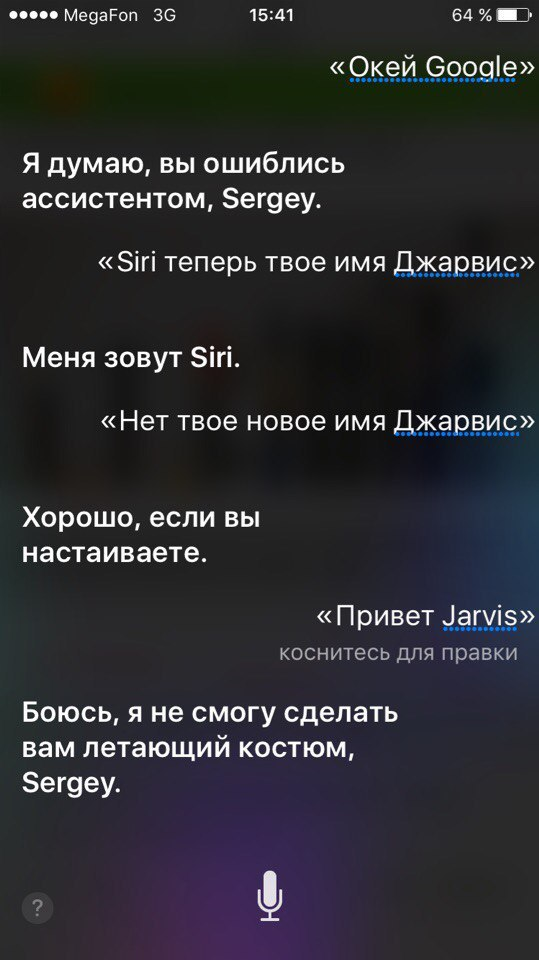 MegaFon 3G 15:41 64 %
«Окей Google»
Я думаю, вы ошиблись
ассистентом, Sergey.
«Siri теперь твое имя Джарвис»
Меня зовут Siri.
«Нет твое новое имя Джарвис»
Хорошо, если вы
настаиваете.
«Привет Jarvis»
коснитесь для правки
Боюсь, я не смогу сделать
вам летающий костюм,
Sergey.
?